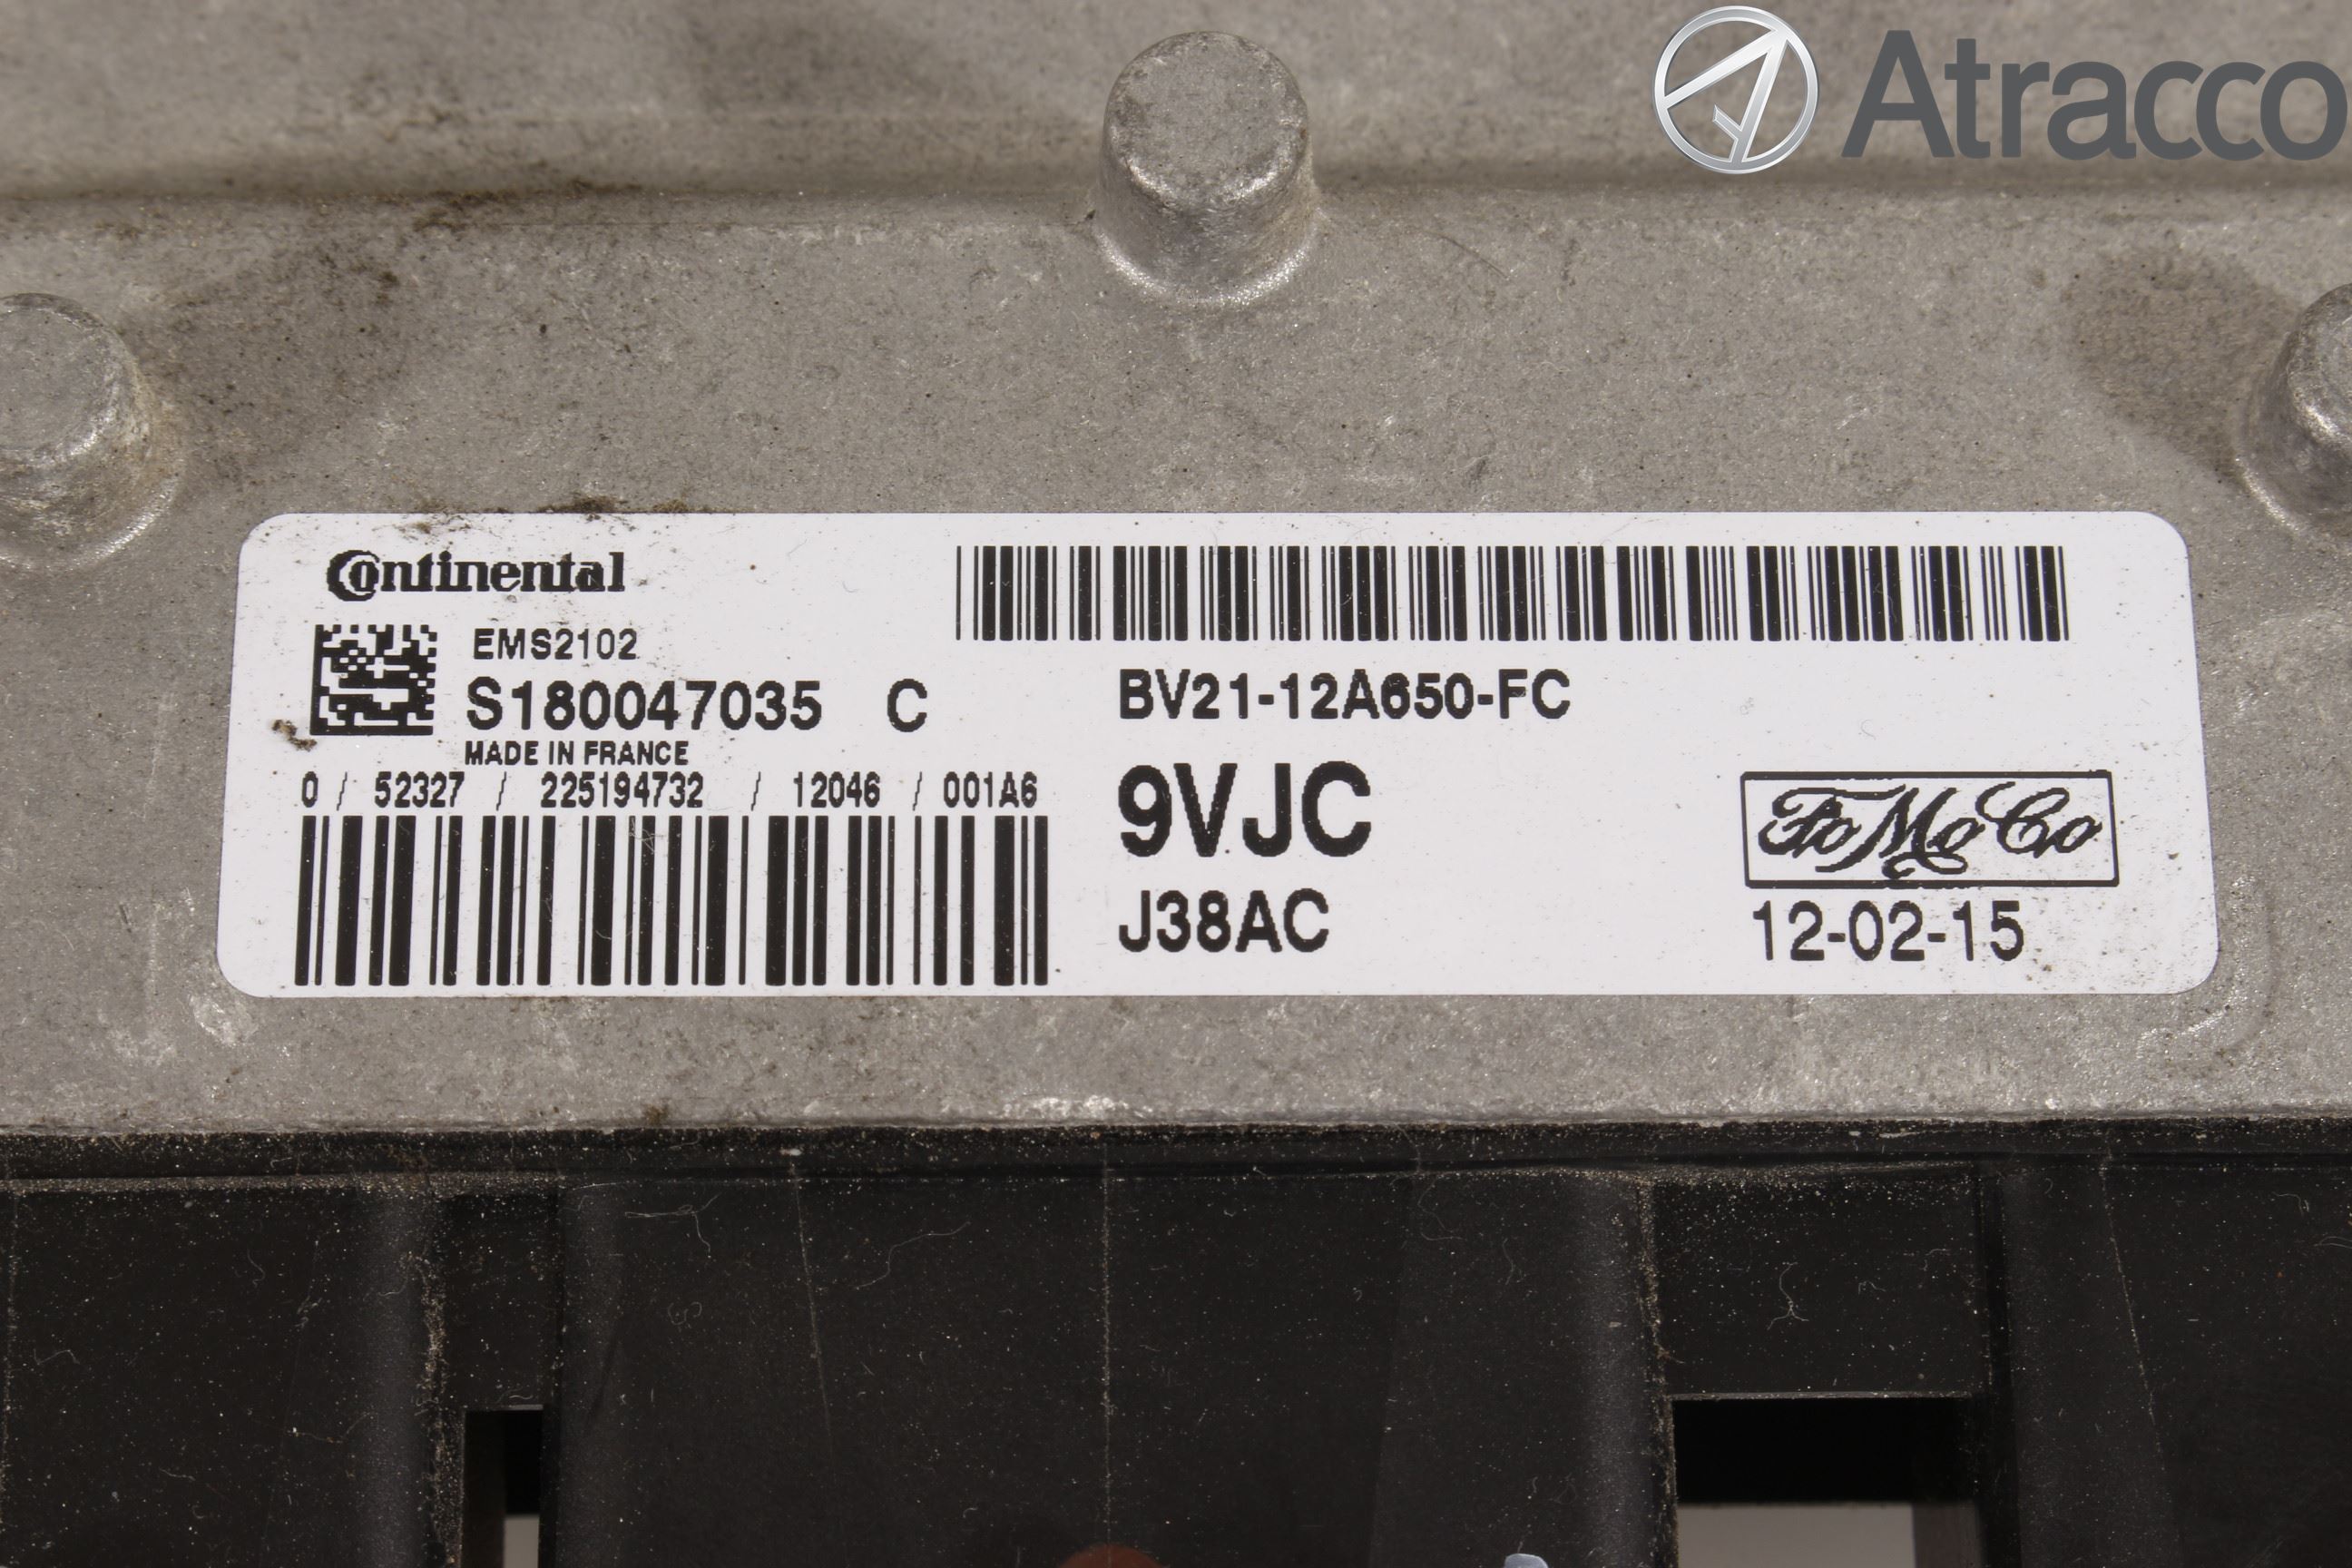 Atracco
Continental
EMS2102
S180047035 C
MADE IN FRANCE
0 / 52327 / 225194732 / 12046 / 001A6
BV21-12A650-FC
9VJC
J38AC
FoMoCo
12-02-15